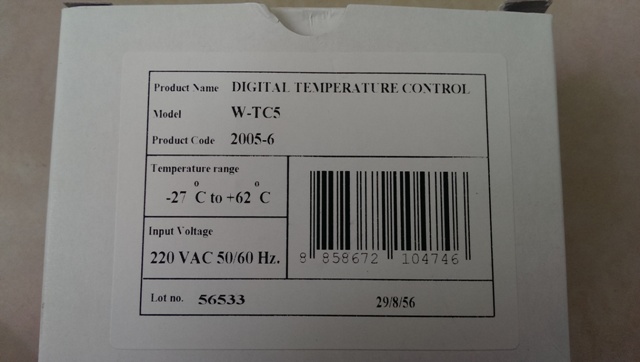 Product Name DIGITAL TEMPERATURE CONTROL
Model W-TC5
Product Code 2005-6
Temperature range
-27 °C to +62 °C
Input Voltage
220 VAC 50/60 Hz.
8 858672 104746
Lot no. 56533 29/8/56